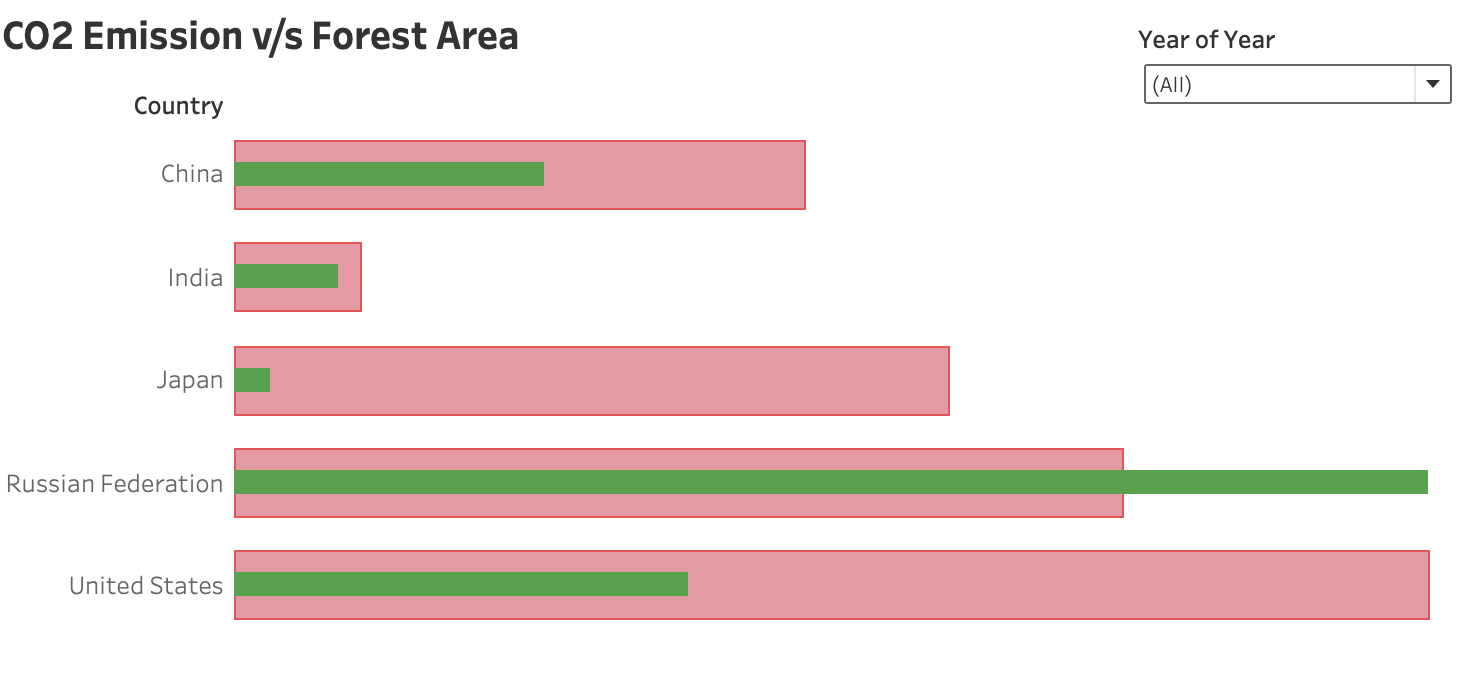 CO2 Emission v/s Forest Area
Year of Year
(All)
Country
China
India
Japan
Russian Federation
United States